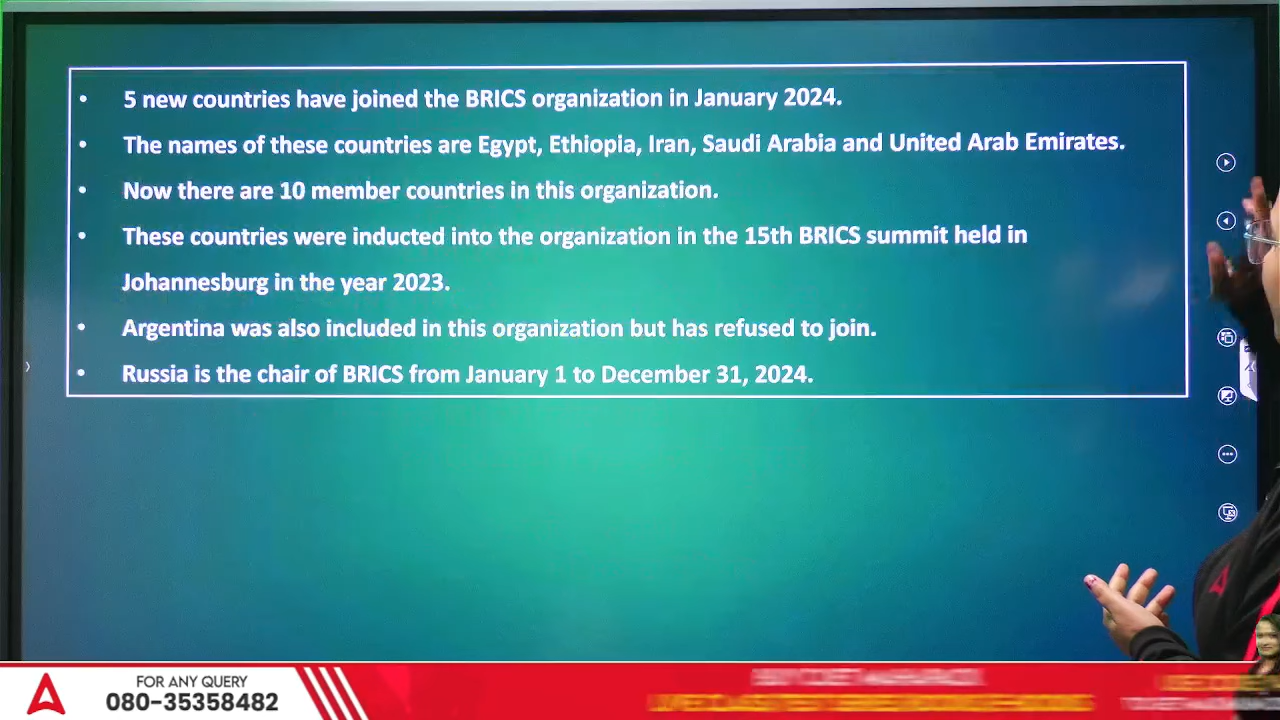 • 5 new countries have joined the BRICS organization in January 2024.
• The names of these countries are Egypt, Ethiopia, Iran, Saudi Arabia and United Arab Emirates.
• Now there are 10 member countries in this organization.
• These countries were inducted into the organization in the 15th BRICS summit held in
Johannesburg in the year 2023.
• Argentina was also included in this organization but has refused to join.
• Russia is the chair of BRICS from January 1 to December 31, 2024.
FOR ANY QUERY
080-35358482